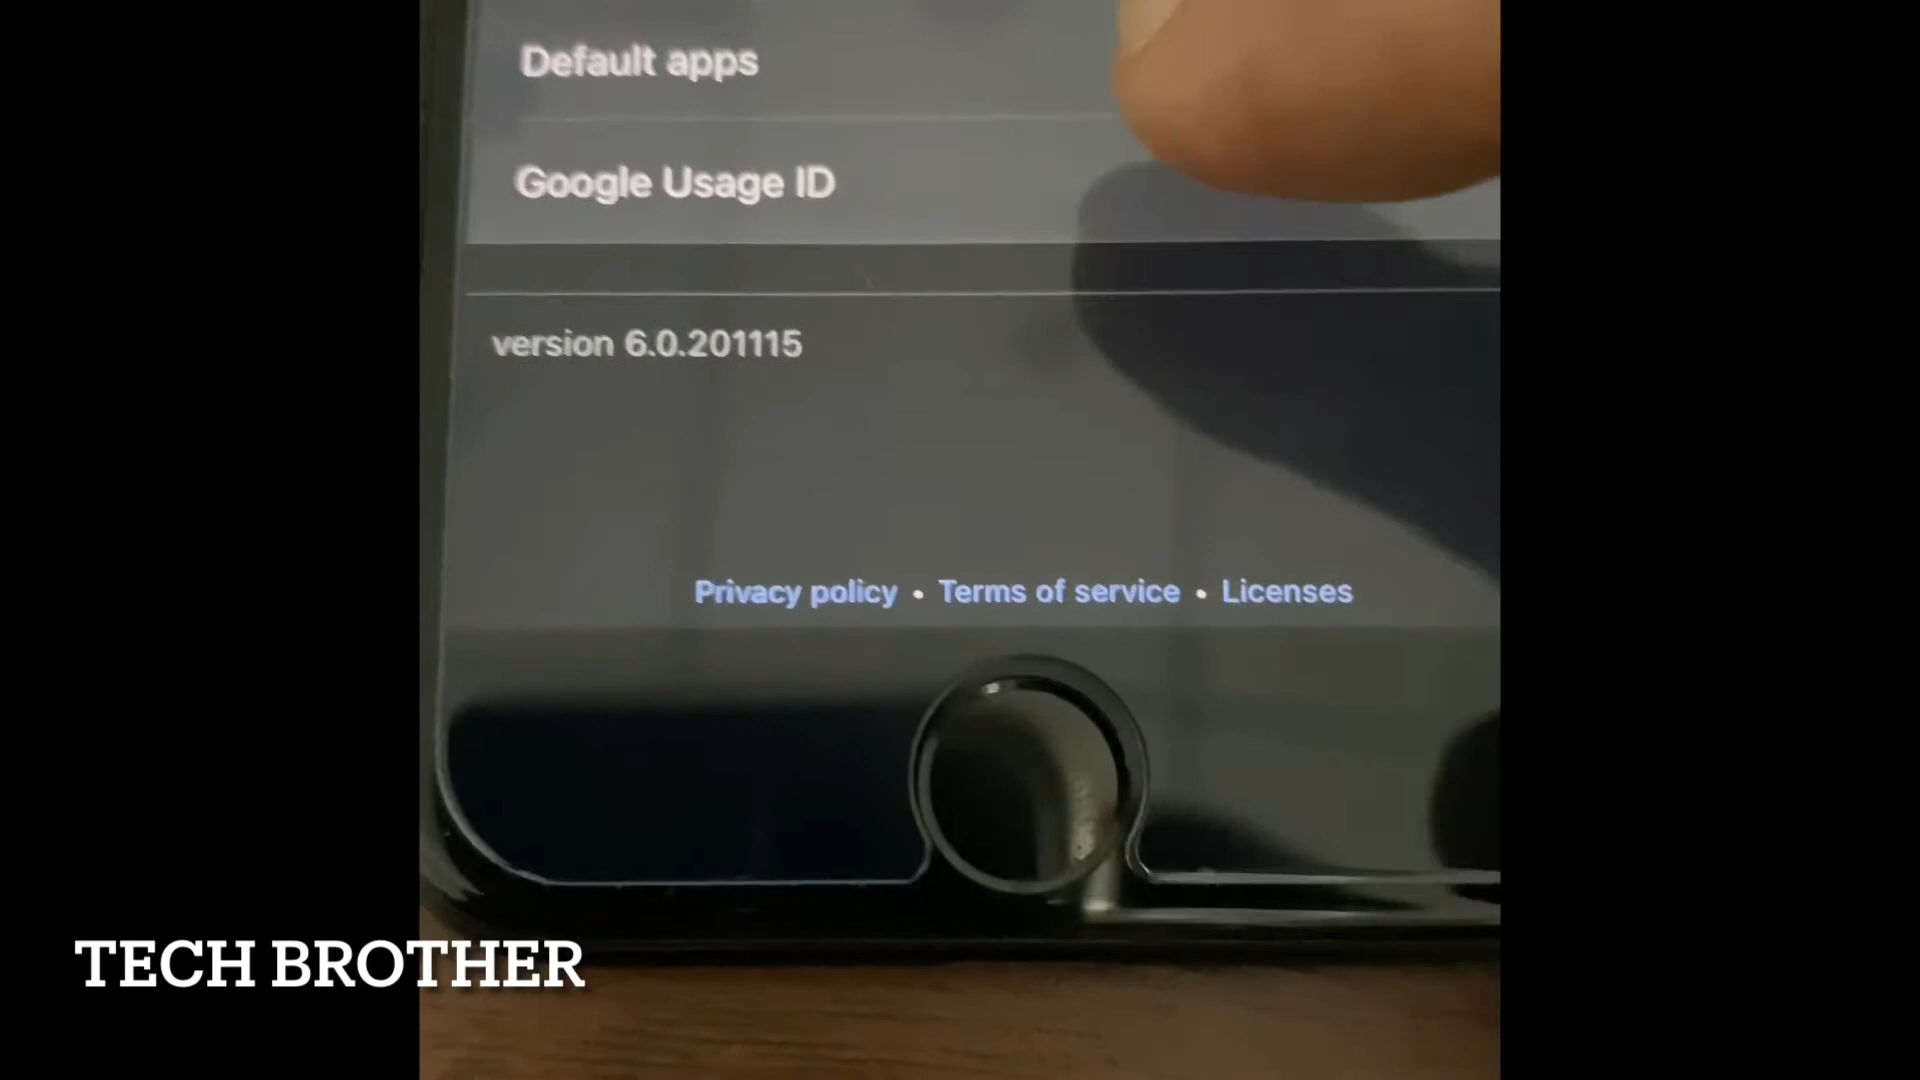 Default apps
Google Usage ID
version 6.0.201115
Privacy policy • Terms of service • Licenses
TECH BROTHER